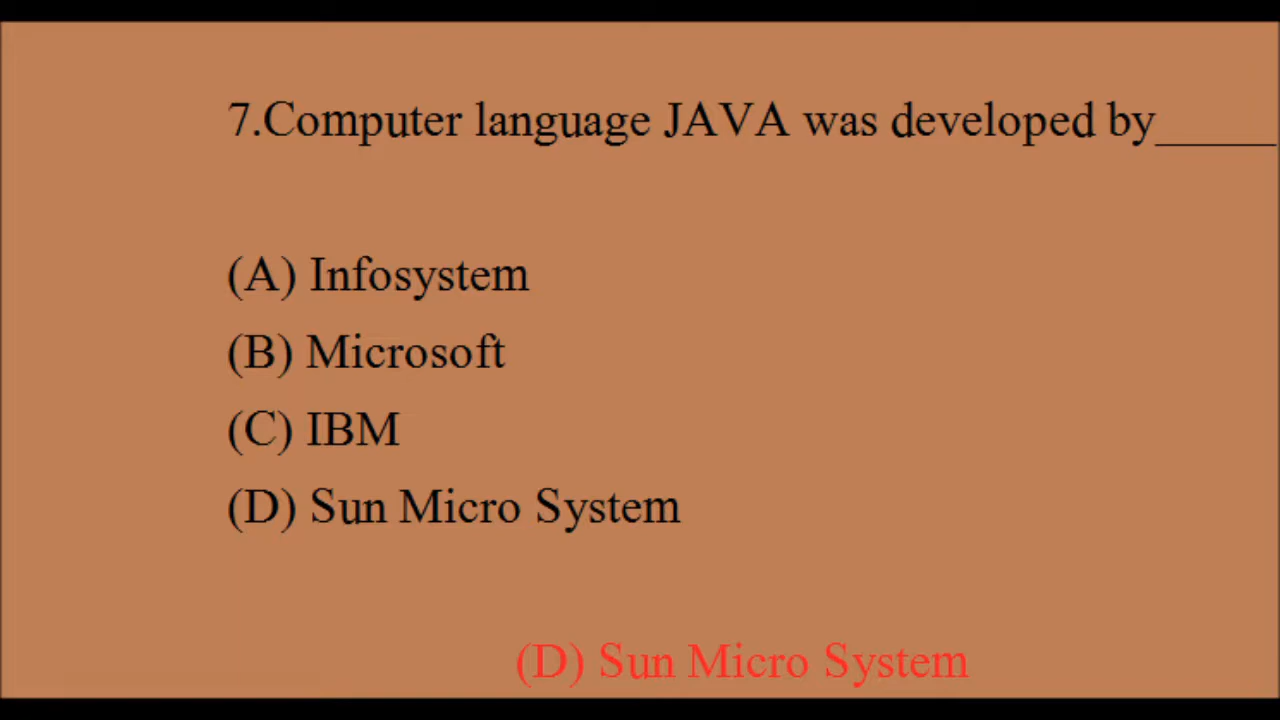 7.Computer language JAVA was developed by______
(A) Infosystem
(B) Microsoft
(C) IBM
(D) Sun Micro System
(D) Sun Micro System